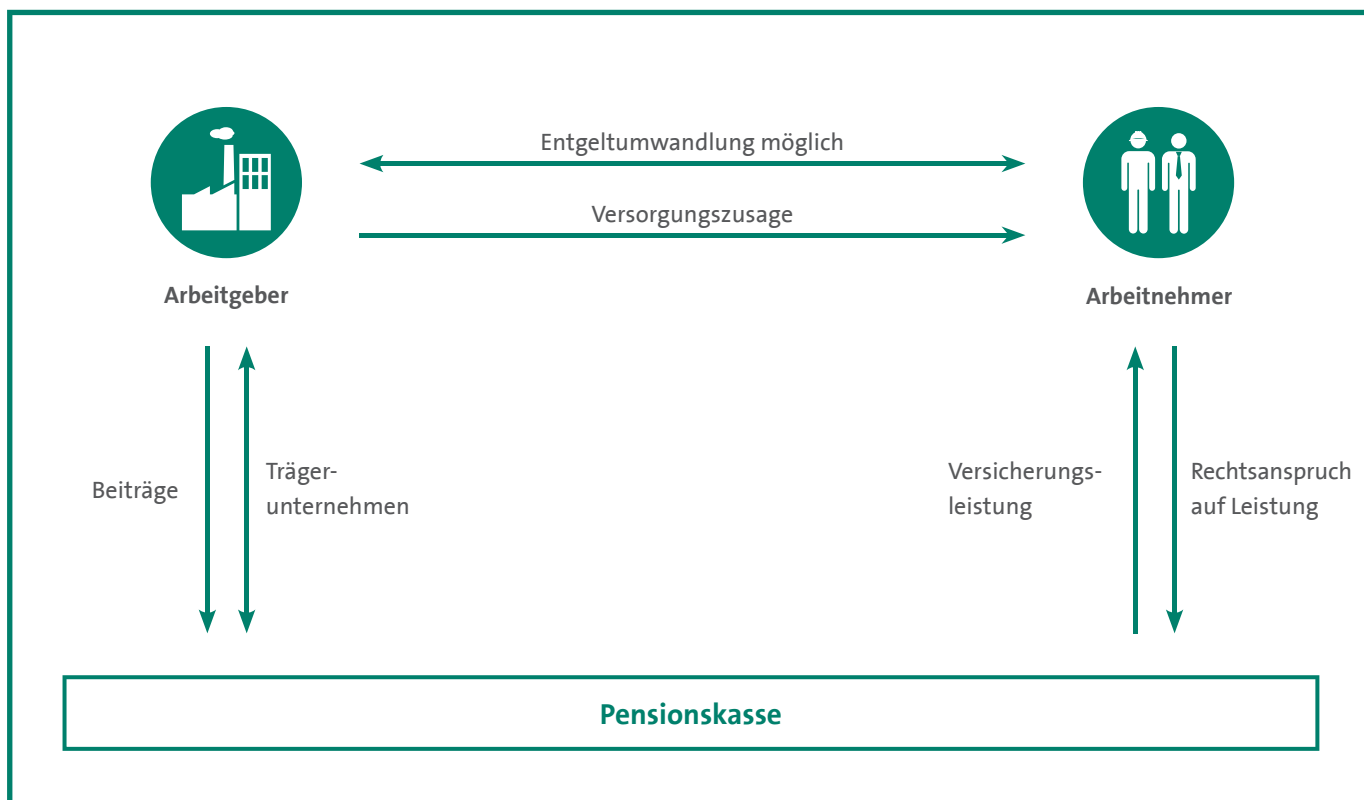 Entgeltumwandlung möglich
Versorgungszusage
Arbeitgeber
Arbeitnehmer
Beiträge
Träger-
unternehmen
Versicherungs-
leistung
Rechtsanspruch
auf Leistung
Pensionskasse